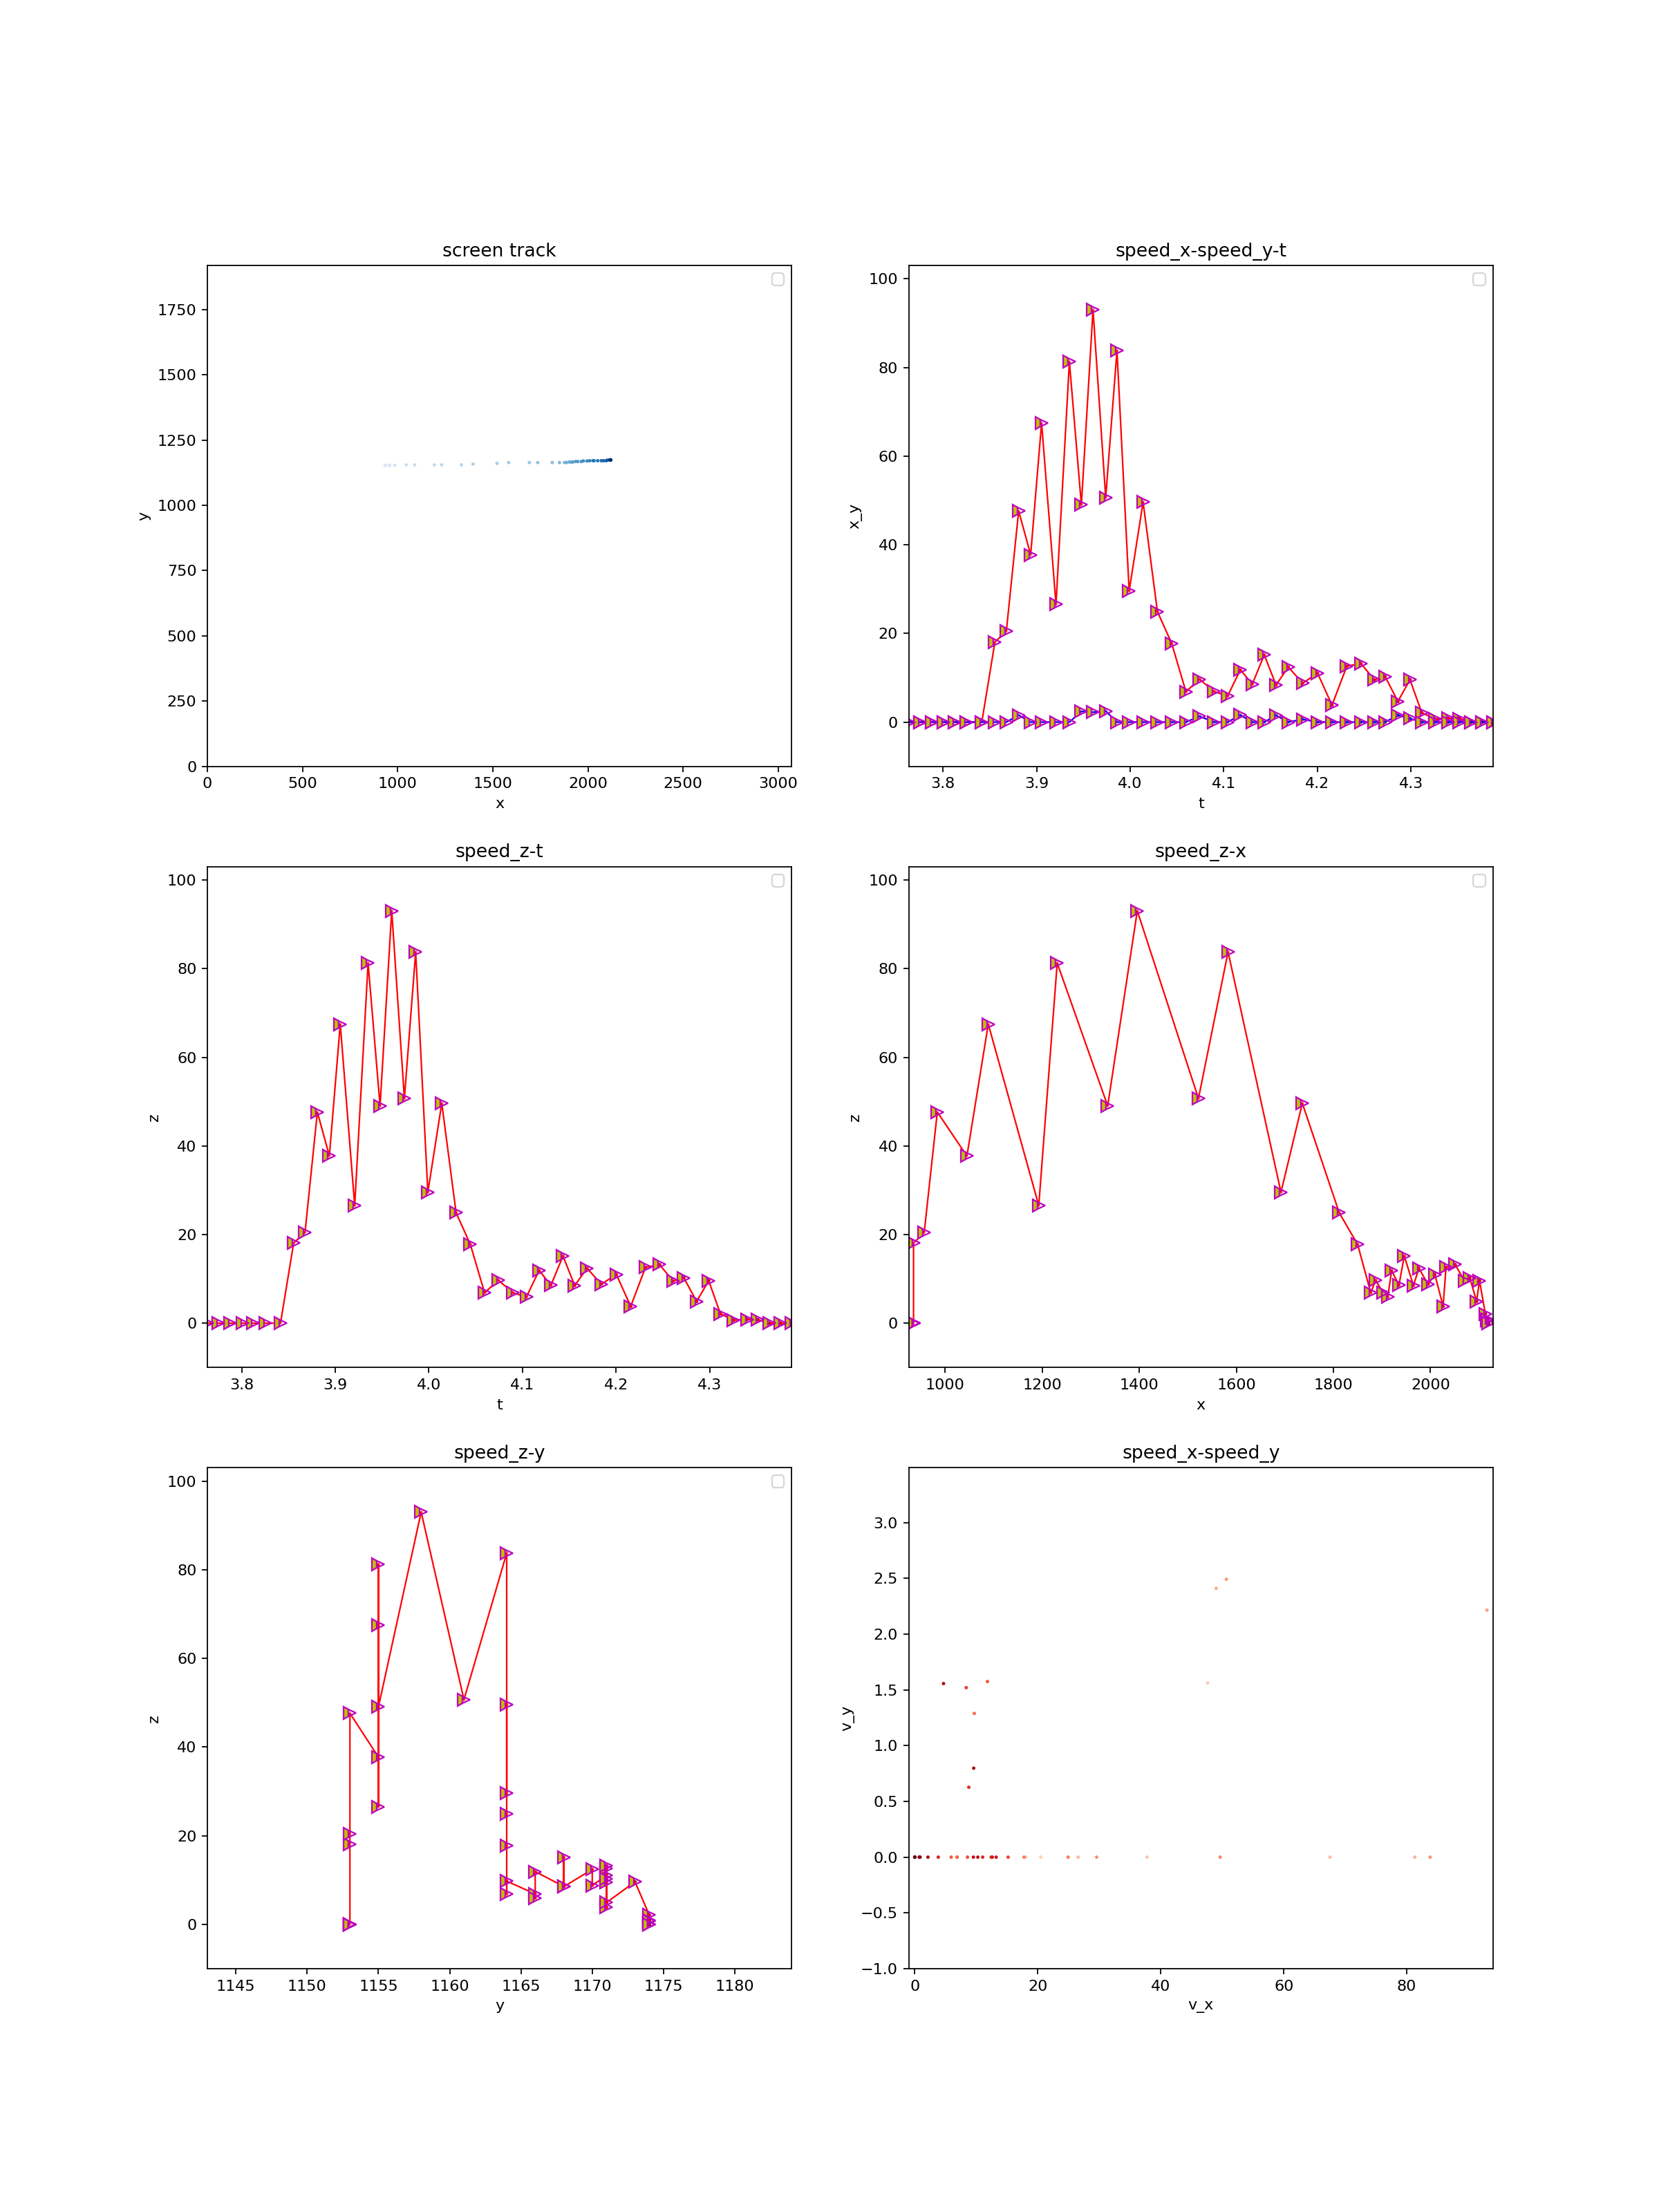 screen track
1750
1500
1250
1000
750
500
250
0
y
0 500 1000 1500 2000 2500 3000
x
speed_x-speed_y-t
100
80
60
40
20
0
x_y
3.8 3.9 4.0 4.1 4.2 4.3
t
speed_z-t
100
80
60
40
20
0
z
3.8 3.9 4.0 4.1 4.2 4.3
t
speed_z-x
100
80
60
40
20
0
z
1000 1200 1400 1600 1800 2000
x
speed_z-y
100
80
60
40
20
0
z
1145 1150 1155 1160 1165 1170 1175 1180
y
speed_x-speed_y
3.0
2.5
2.0
1.5
1.0
0.5
0.0
−0.5
−1.0
v_y
0 20 40 60 80
v_x